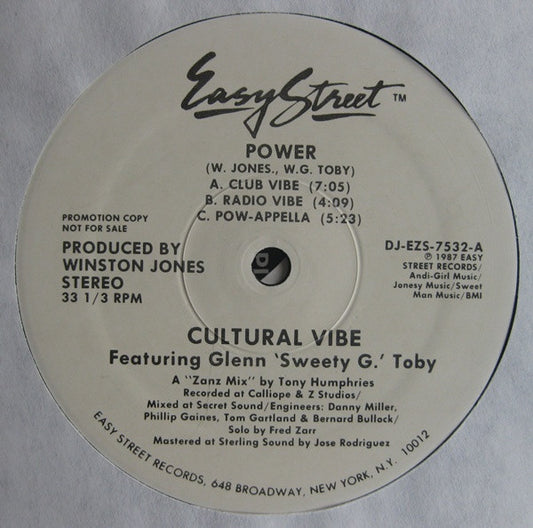 Easy Street ™
POWER
(W. JONES., W.G. TOBY)
A. CLUB VIBE (7:05)
B. RADIO VIBE (4:09)
C. POW-APPELLA (5:23)
PROMOTION COPY
NOT FOR SALE
PRODUCED BY
WINSTON JONES
STEREO
33 1/3 RPM
DJ-EZS-7532-A
℗ 1987 EASY
STREET RECORDS/
Andi-Girl Music/
Jonesy Music/Sweet
Man Music/BMI
CULTURAL VIBE
Featuring Glenn 'Sweety G.' Toby
A "Zanz Mix" by Tony Humphries
Recorded at Calliope & Z Studios/
Mixed at Secret Sound/Engineers: Danny Miller,
Phillip Gaines, Tom Gartland & Bernard Bullock/
Solo by Fred Zarr
Mastered at Sterling Sound by Jose Rodriguez
EASY STREET RECORDS, 648 BROADWAY, NEW YORK, N.Y. 10012